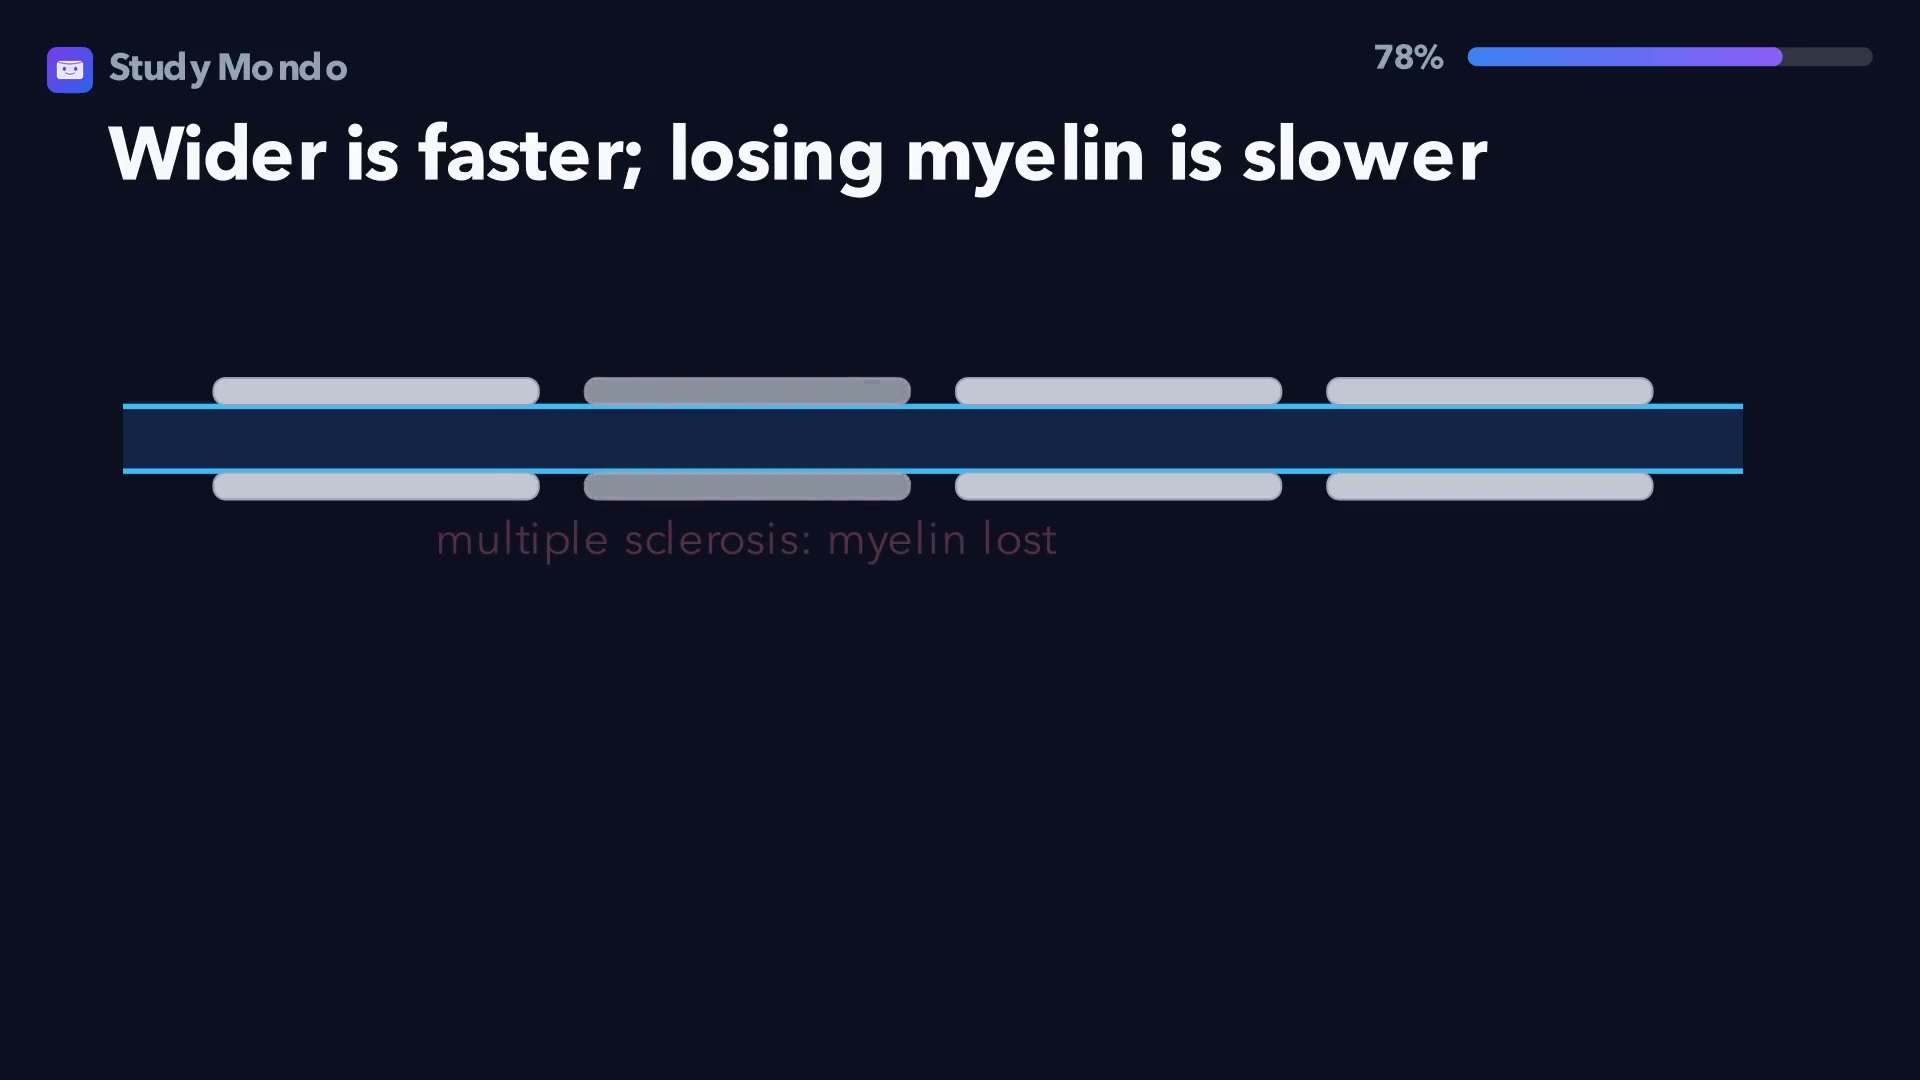 Study Mondo
78%
Wider is faster; losing myelin is slower
multiple sclerosis: myelin lost